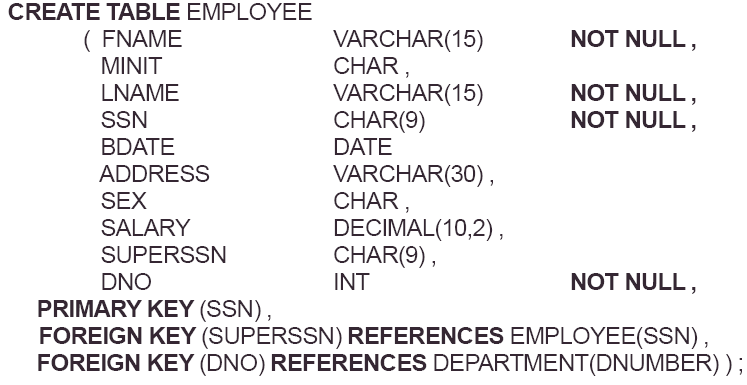 CREATE TABLE EMPLOYEE
( FNAME VARCHAR(15) NOT NULL ,
MINIT CHAR ,
LNAME VARCHAR(15) NOT NULL ,
SSN CHAR(9) NOT NULL ,
BDATE DATE
ADDRESS VARCHAR(30) ,
SEX CHAR ,
SALARY DECIMAL(10,2) ,
SUPERSSN CHAR(9) ,
DNO INT NOT NULL ,
PRIMARY KEY (SSN) ,
FOREIGN KEY (SUPERSSN) REFERENCES EMPLOYEE(SSN) ,
FOREIGN KEY (DNO) REFERENCES DEPARTMENT(DNUMBER) ) ;